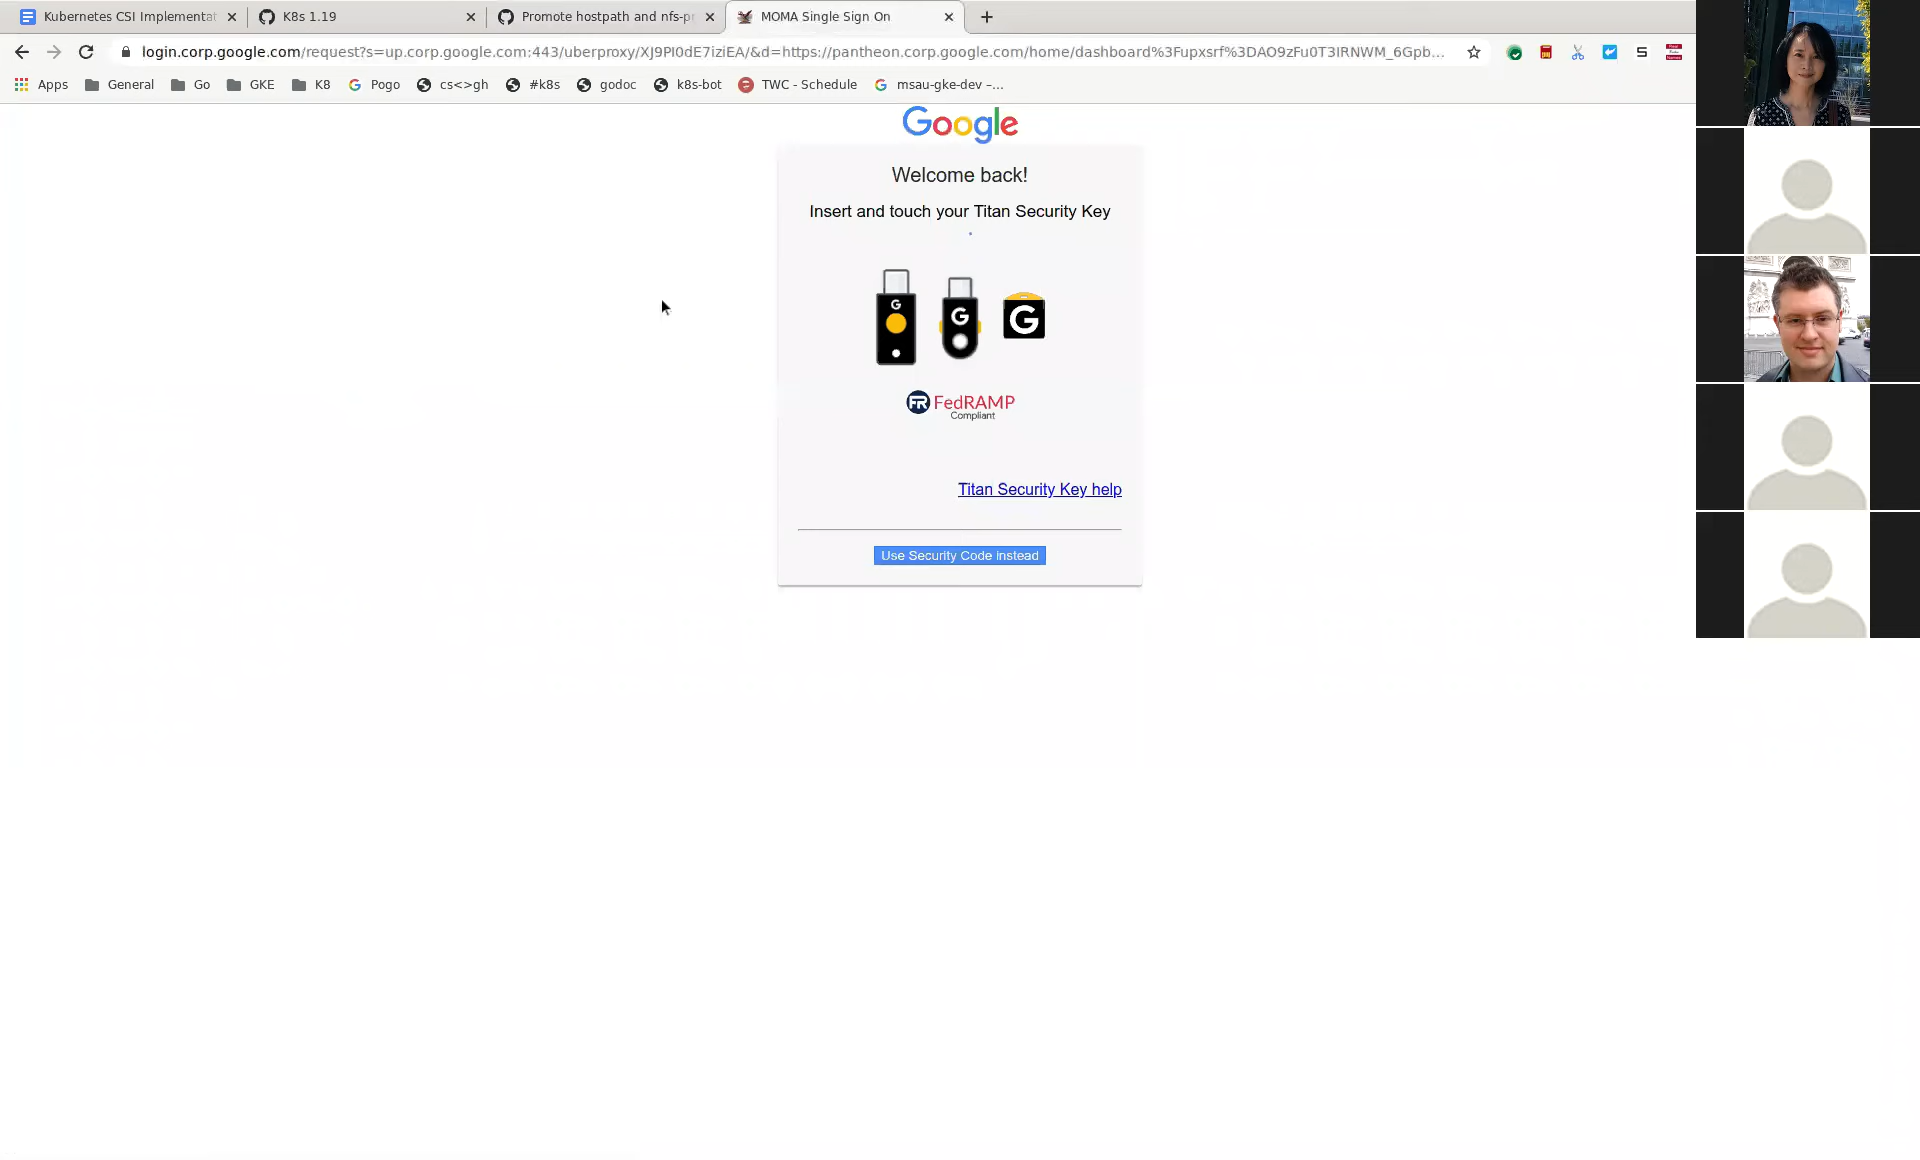 Kubernetes CSI Implementat
K8s 1.19
Promote hostpath and nfs-pr
MOMA Single Sign On
login.corp.google.com/request?s=up.corp.google.com:443/uberproxy/XJ9PI0dE7iziEA/&d=https://pantheon.corp.google.com/home/dashboard%3Fupxsrf%3DAO9zFu0T3IRNWM_6Gpb...
Apps General Go GKE K8 Pogo cs<>gh #k8s godoc k8s-bot TWC - Schedule msau-gke-dev –...
Google
Welcome back!
Insert and touch your Titan Security Key
G G G
FR FedRAMP
Compliant
Titan Security Key help
Use Security Code instead